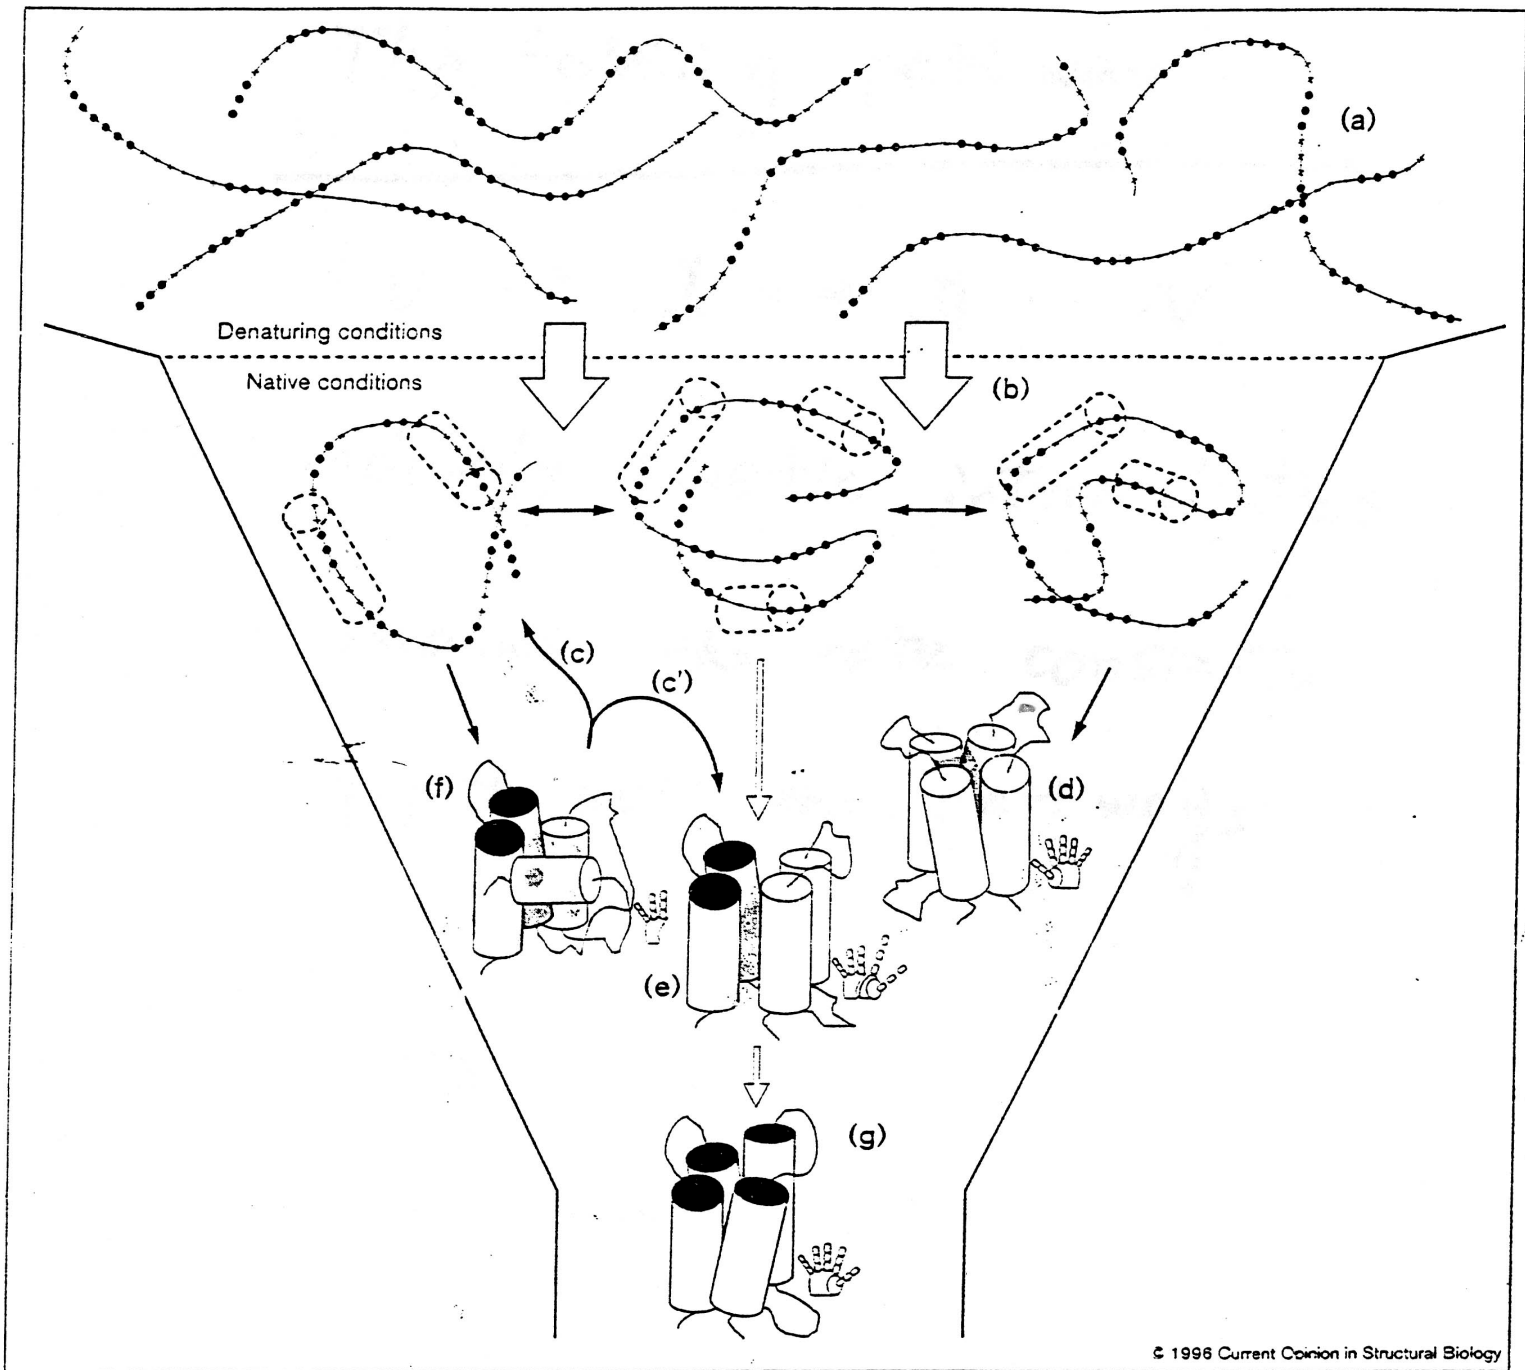 (a)
Denaturing conditions
Native conditions
(b)
(c)
(c')
(f)
(d)
(e)
(g)
© 1996 Current Opinion in Structural Biology